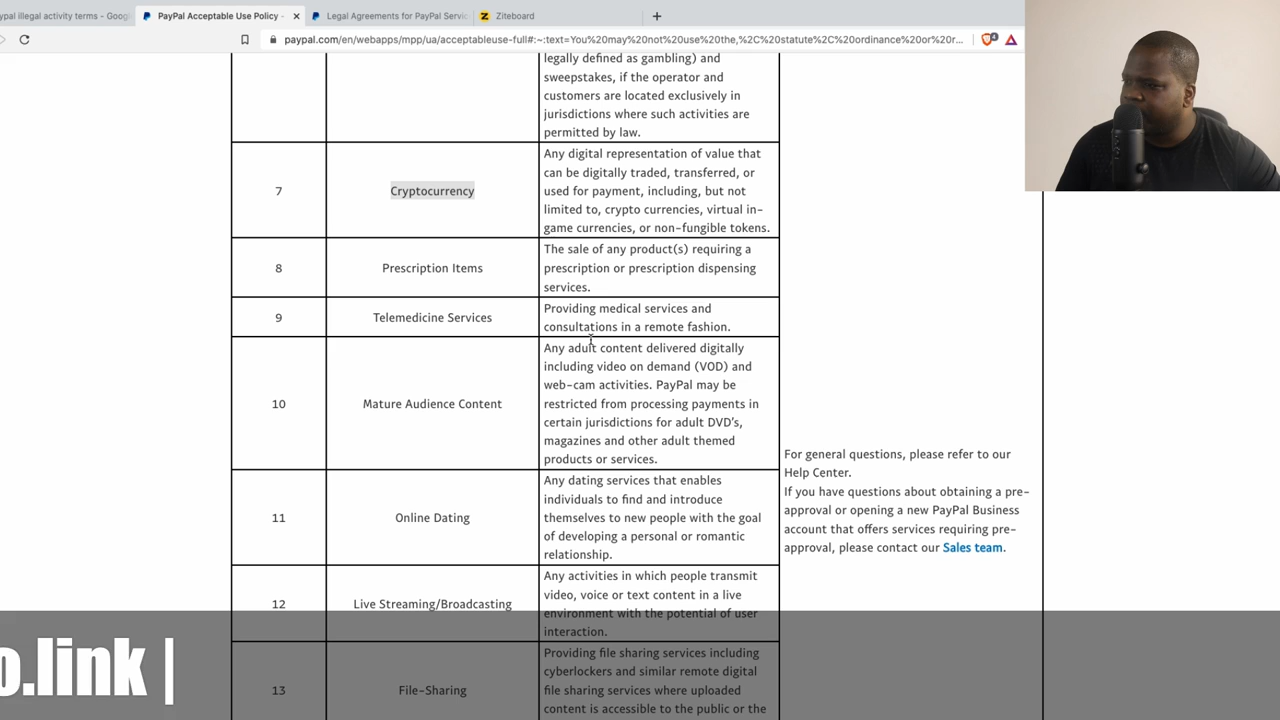 ypal illegal activity terms - Goog
PayPal Acceptable Use Policy -
Legal Agreements for PayPal Servic
Ziteboard
paypal.com/en/webapps/mpp/ua/acceptableuse-full#:~:text=You%20may%20not%20use%20the,%2C%20statute%2C%20ordinance%20or%20r...
legally defined as gambling) and
sweepstakes, if the operator and
customers are located exclusively in
jurisdictions where such activities are
permitted by law.
7
Cryptocurrency
Any digital representation of value that
can be digitally traded, transferred, or
used for payment, including, but not
limited to, crypto currencies, virtual in-
game currencies, or non-fungible tokens.
8
Prescription Items
The sale of any product(s) requiring a
prescription or prescription dispensing
services.
9
Telemedicine Services
Providing medical services and
consultations in a remote fashion.
10
Mature Audience Content
Any adult content delivered digitally
including video on demand (VOD) and
web-cam activities. PayPal may be
restricted from processing payments in
certain jurisdictions for adult DVD's,
magazines and other adult themed
products or services.
11
Online Dating
Any dating services that enables
individuals to find and introduce
themselves to new people with the goal
of developing a personal or romantic
relationship.
12
Live Streaming/Broadcasting
Any activities in which people transmit
video, voice or text content in a live
environment with the potential of user
interaction.
13
File-Sharing
Providing file sharing services including
cyberlockers and similar remote digital
file sharing services where uploaded
content is accessible to the public or the
For general questions, please refer to our
Help Center.
If you have questions about obtaining a pre-
approval or opening a new PayPal Business
account that offers services requiring pre-
approval, please contact our Sales team.
o.link |